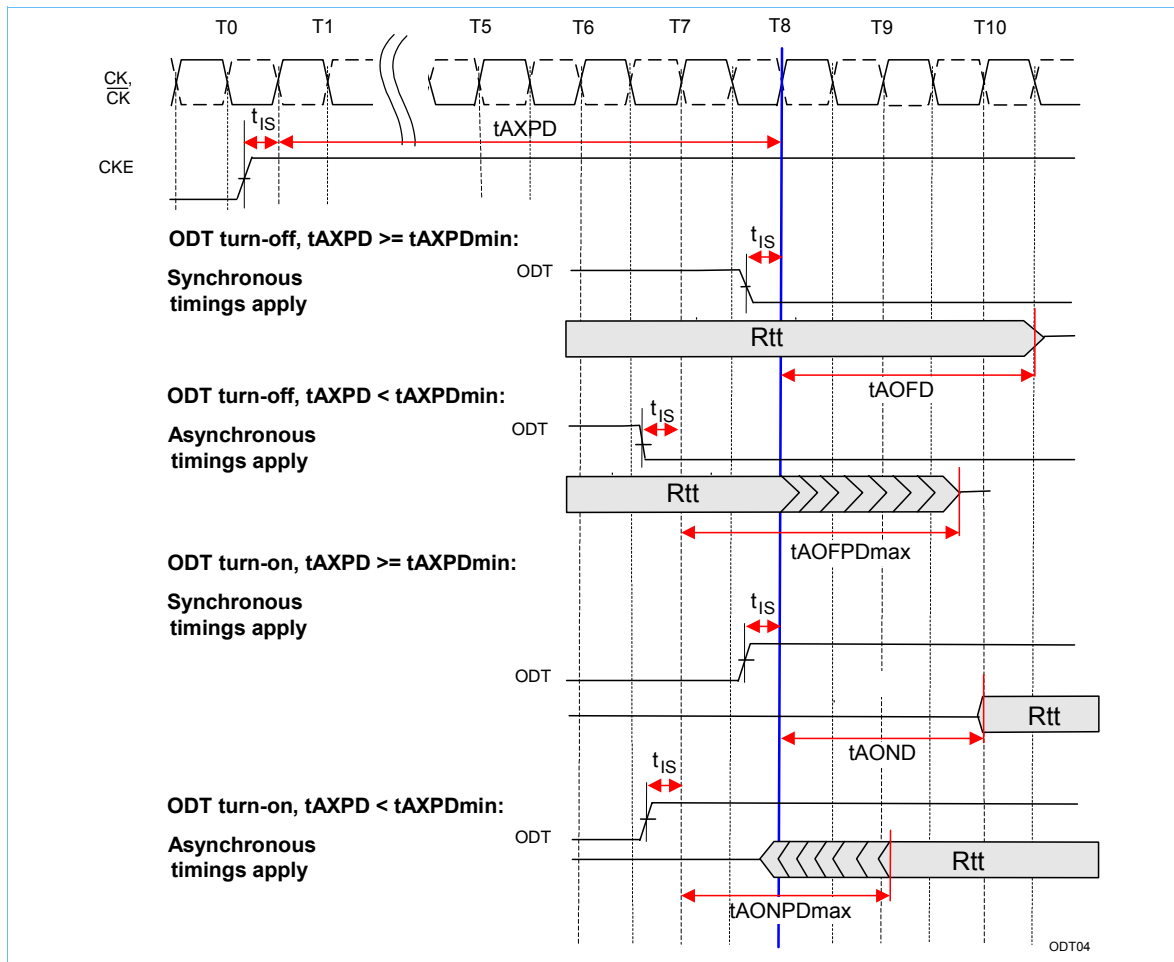 T0 T1 T5 T6 T7 T8 T9 T10
CK,
CK
tIS
tAXPD
CKE
ODT turn-off, tAXPD >= tAXPDmin:
tIS
ODT
Synchronous
timings apply
Rtt
tAOFD
ODT turn-off, tAXPD < tAXPDmin:
tIS
ODT
Asynchronous
timings apply
Rtt
tAOFPDmax
ODT turn-on, tAXPD >= tAXPDmin:
Synchronous
timings apply
tIS
ODT
Rtt
tAOND
tIS
ODT turn-on, tAXPD < tAXPDmin:
ODT
Asynchronous
timings apply
Rtt
tAONPDmax
ODT04